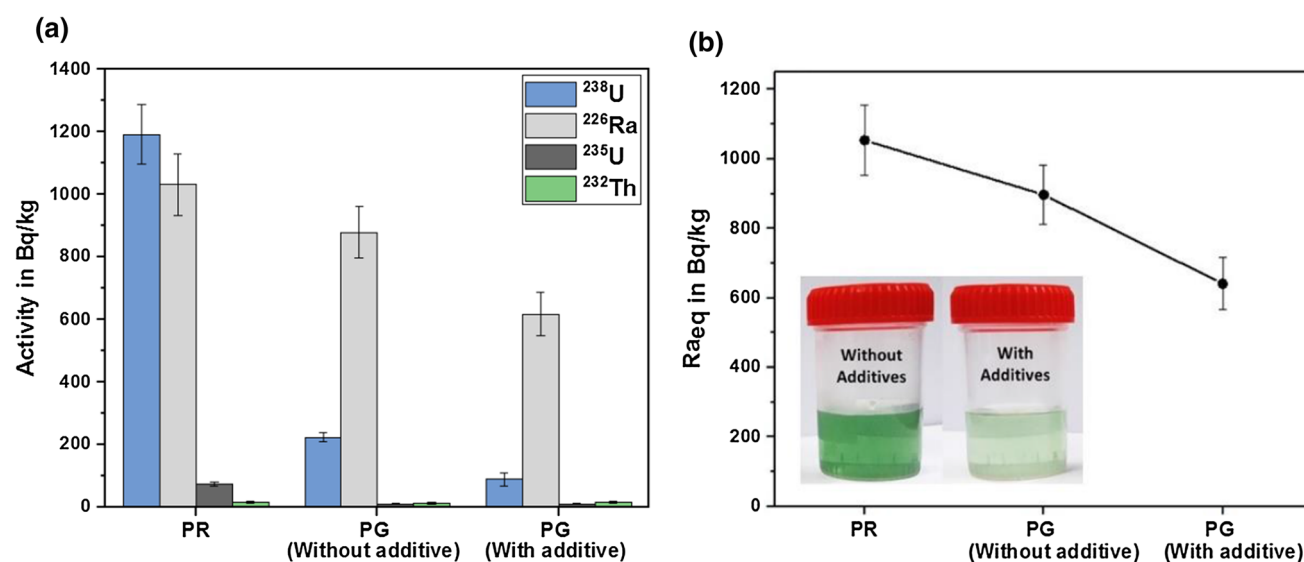 (a)
1400
1200
1000
800
600
400
200
0
Activity in Bq/kg
²³⁸U
²²⁶Ra
²³⁵U
²³²Th
PR
PG
(Without additive)
PG
(With additive)
(b)
1200
1000
800
600
400
200
0
Raeq in Bq/kg
Without
Additives
With
Additives
PR
PG
(Without additive)
PG
(With additive)